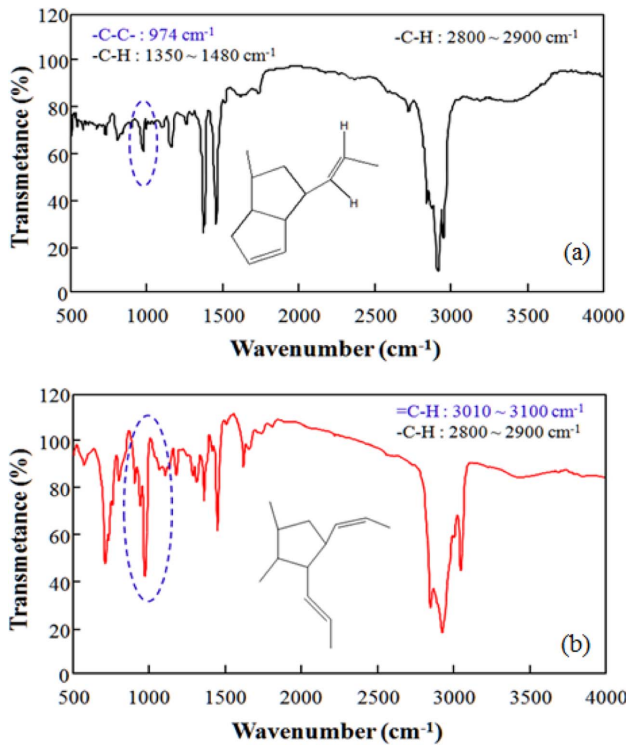 -C-C- : 974 cm-1
-C-H : 1350 ~ 1480 cm-1
-C-H : 2800 ~ 2900 cm-1
Transmetance (%)
120
100
80
60
40
20
0
H
H
(a)
500 1000 1500 2000 2500 3000 3500 4000
Wavenumber (cm-1)
=C-H : 3010 ~ 3100 cm-1
-C-H : 2800 ~ 2900 cm-1
Transmetance (%)
120
100
80
60
40
20
0
(b)
500 1000 1500 2000 2500 3000 3500 4000
Wavenumber (cm-1)